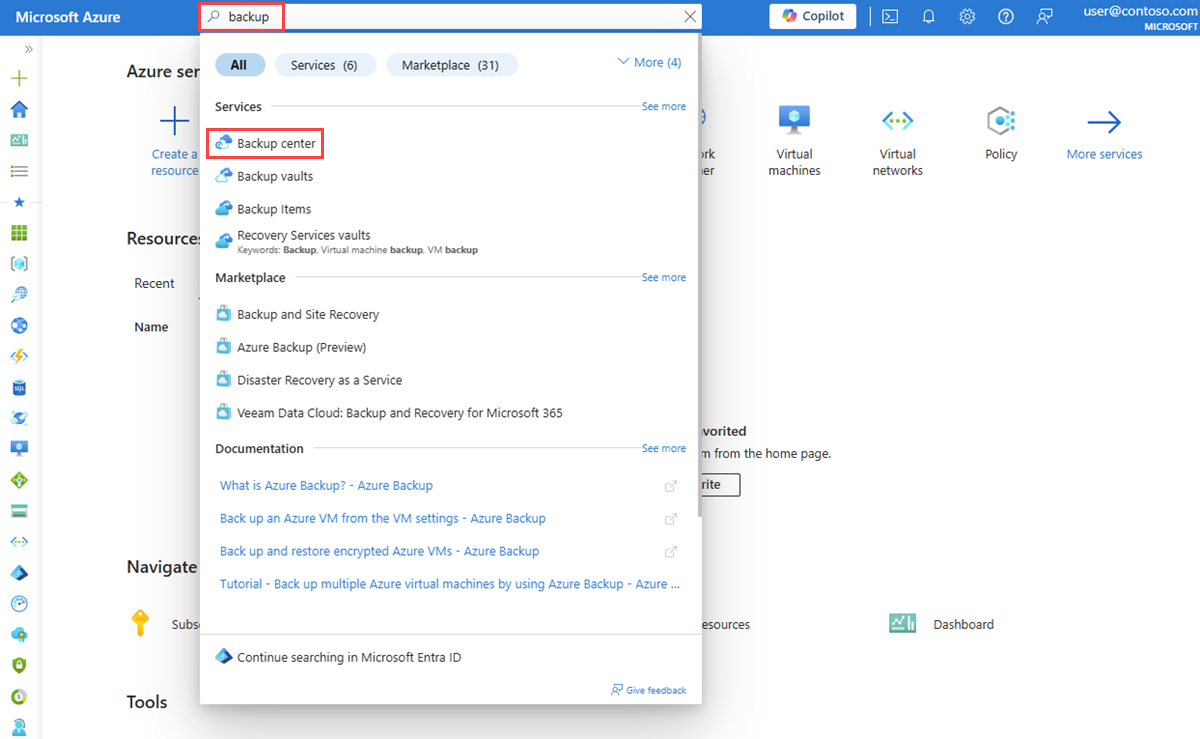 Microsoft Azure
backup
Copilot
user@contoso.com
MICROSOFT
All
Services (6)
Marketplace (31)
More (4)
Azure ser
Services
See more
Create a
resource
Backup center
Backup vaults
Backup Items
Recovery Services vaults
Keywords: Backup, Virtual machine backup, VM backup
ork
her
Virtual
machines
Virtual
networks
Policy
More services
Resources
Marketplace
See more
Recent
Name
Backup and Site Recovery
Azure Backup (Preview)
Disaster Recovery as a Service
Veeam Data Cloud: Backup and Recovery for Microsoft 365
Documentation
See more
vorited
m from the home page.
rite
What is Azure Backup? - Azure Backup
Back up an Azure VM from the VM settings - Azure Backup
Back up and restore encrypted Azure VMs - Azure Backup
Tutorial - Back up multiple Azure virtual machines by using Azure Backup - Azure ...
Navigate
Subs
esources
Dashboard
Continue searching in Microsoft Entra ID
Give feedback
Tools
SQL